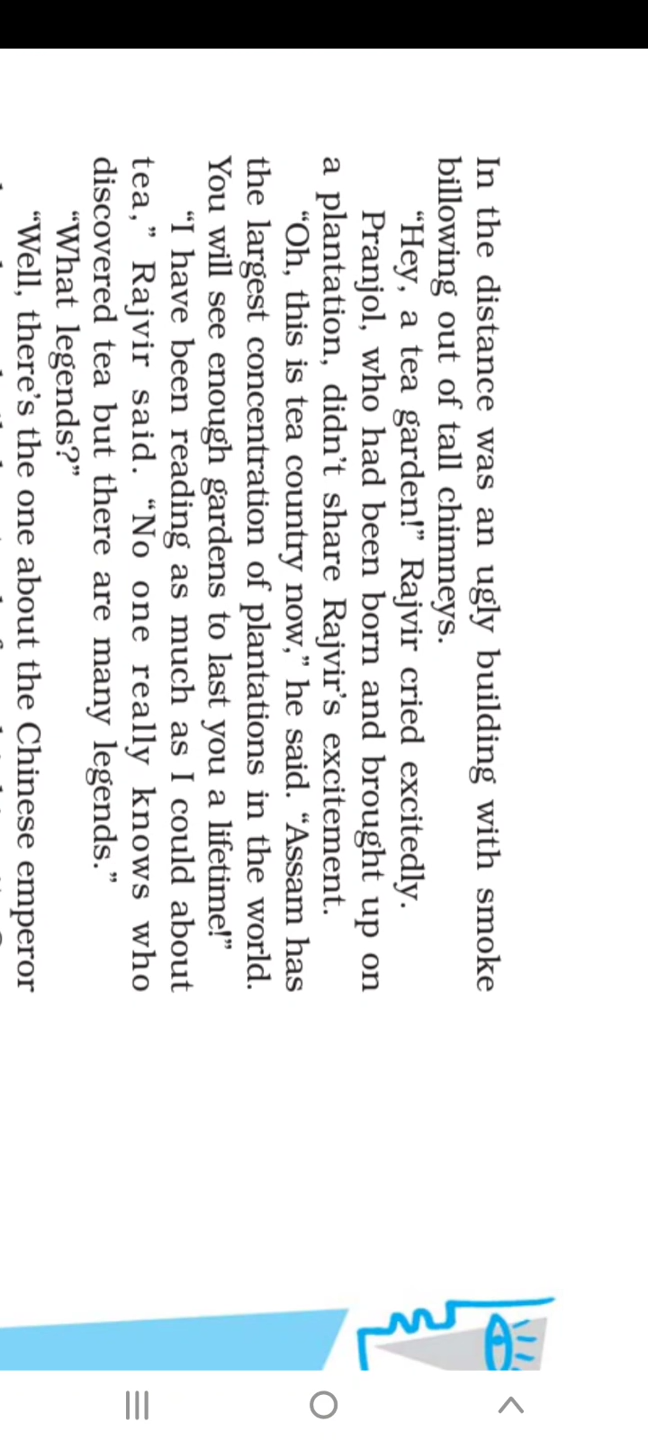 In the distance was an ugly building with smoke
billowing out of tall chimneys.
“Hey, a tea garden!” Rajvir cried excitedly.
Pranjol, who had been born and brought up on
a plantation, didn’t share Rajvir’s excitement.
“Oh, this is tea country now,” he said. “Assam has
the largest concentration of plantations in the world.
You will see enough gardens to last you a lifetime!”
“I have been reading as much as I could about
tea,” Rajvir said. “No one really knows who
discovered tea but there are many legends.”
“What legends?”
“Well, there’s the one about the Chinese emperor